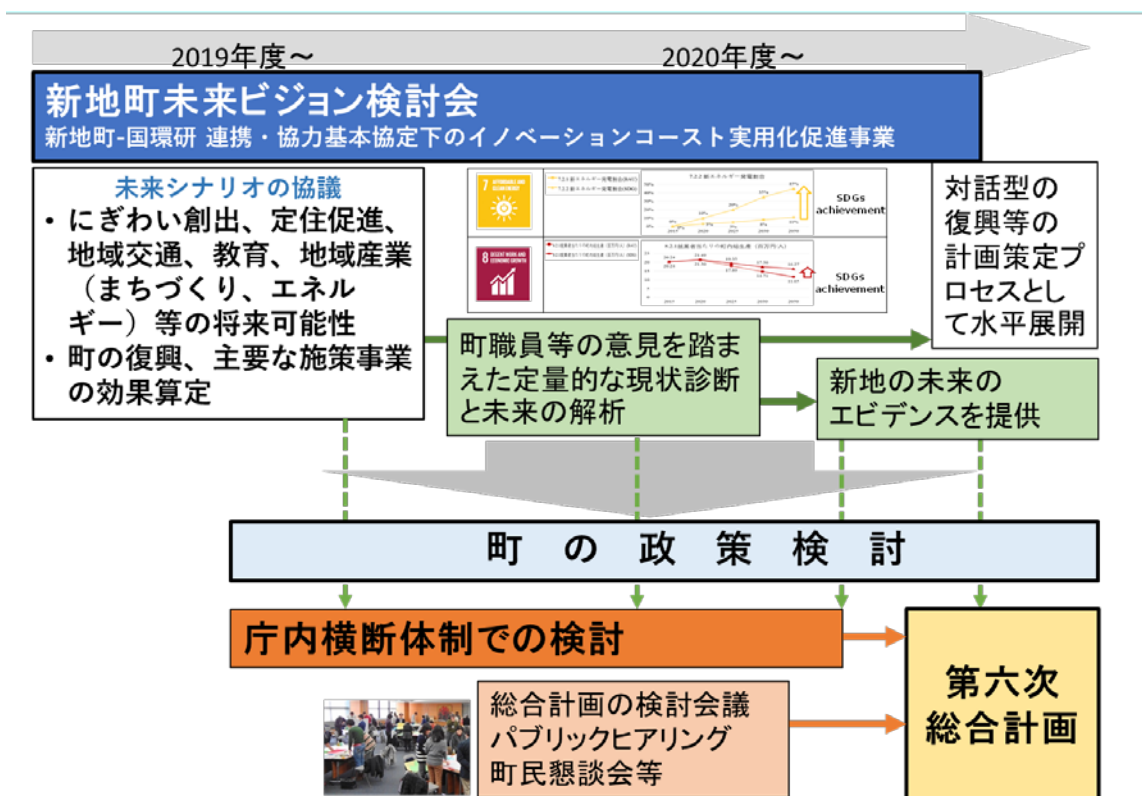 2019年度～
2020年度～
新地町未来ビジョン検討会
新地町-国環研 連携・協力基本協定下のイノベーションコースト実用化促進事業
未来シナリオの協議
• にぎわい創出、定住促進、
地域交通、教育、地域産業
（まちづくり、エネル
ギー）等の将来可能性
• 町の復興、主要な施策事業
の効果算定
7
8 DECENT WORK AND
ECONOMIC GROWTH
SDGs
achievement
SDGs
achievement
対話型の
復興等の
計画策定プ
ロセスとし
て水平展開
町職員等の意見を踏ま
えた定量的な現状診断
と未来の解析
新地の未来の
エビデンスを提供
町の政策検討
庁内横断体制での検討
総合計画の検討会議
パブリックヒアリング
町民懇談会等
第六次
総合計画